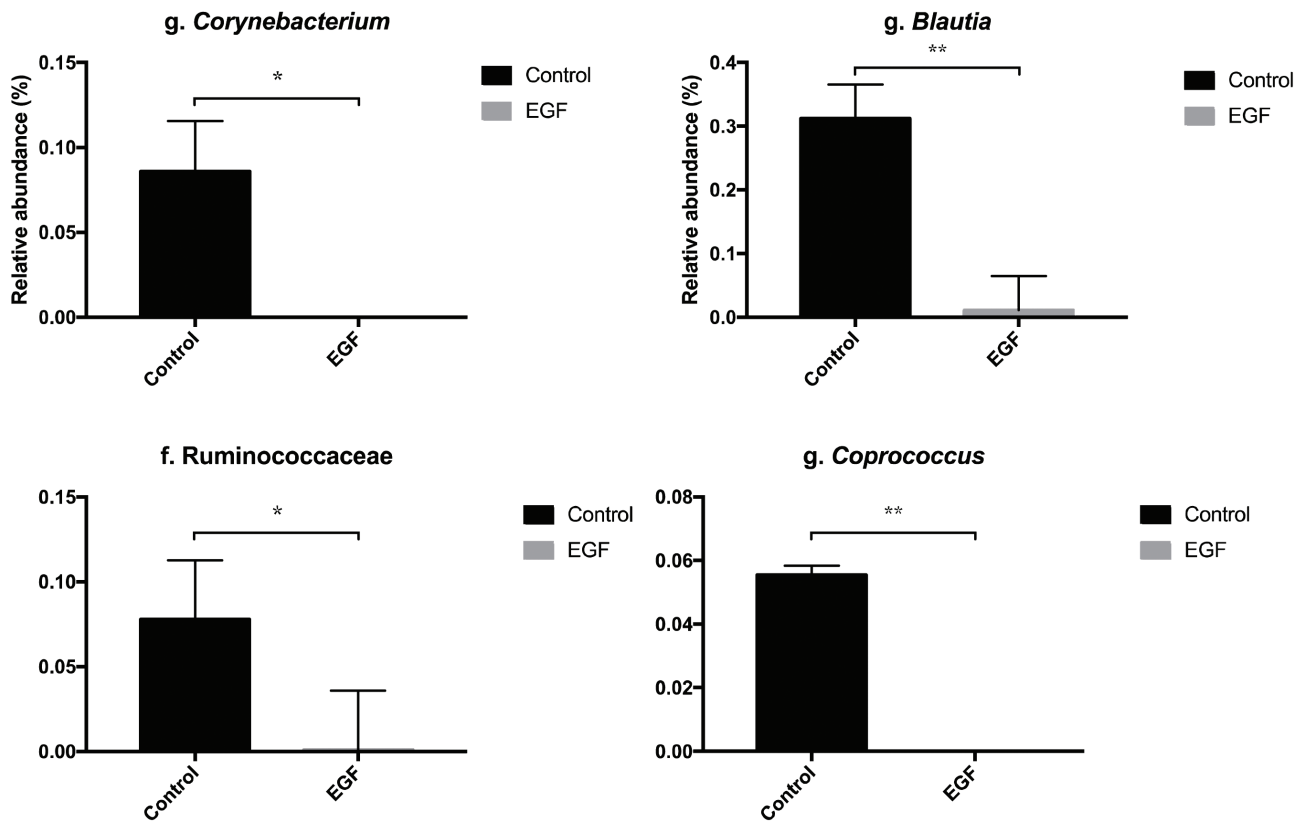 g. Corynebacterium
Relative abundance (%)
0.15
0.10
0.05
0.00
*
Control
EGF
Control
EGF
g. Blautia
Relative abundance (%)
0.4
0.3
0.2
0.1
0.0
**
Control
EGF
Control
EGF
f. Ruminococcaceae
0.15
0.10
0.05
0.00
*
Control
EGF
Control
EGF
g. Coprococcus
0.08
0.06
0.04
0.02
0.00
**
Control
EGF
Control
EGF